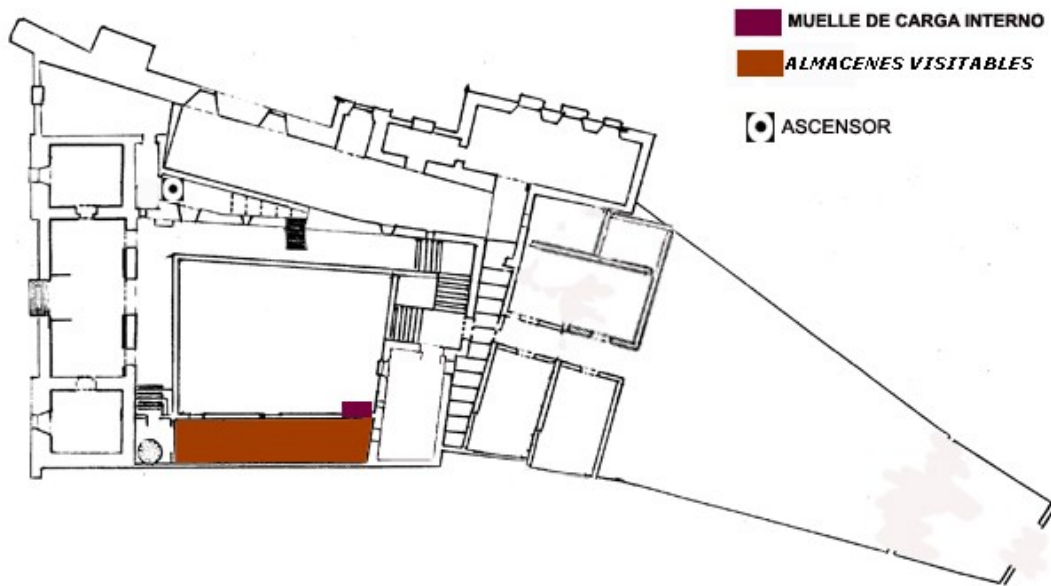 MUELLE DE CARGA INTERNO
ALMACENES VISITABLES
ASCENSOR